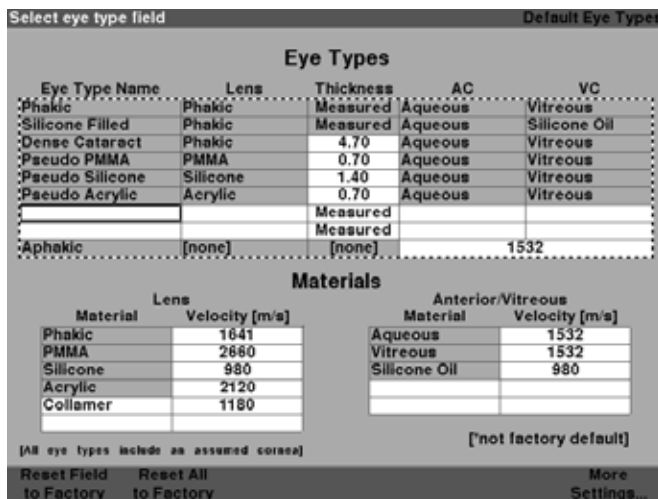 Select eye type field Default Eye Types
Eye Types
Eye Type Name Lens Thickness AC VC
Phakic Phakic Measured Aqueous Vitreous
Silicone Filled Phakic Measured Aqueous Silicone Oil
Dense Cataract Phakic 4.70 Aqueous Vitreous
Pseudo PMMA PMMA 0.70 Aqueous Vitreous
Pseudo Silicone Silicone 1.40 Aqueous Vitreous
Pseudo Acrylic Acrylic 0.70 Aqueous Vitreous
Measured
Measured
Aphakic [none] [none] 1532
Materials
Lens Anterior/Vitreous
Material Velocity [m/s] Material Velocity [m/s]
Phakic 1641 Aqueous 1532
PMMA 2660 Vitreous 1532
Silicone 980 Silicone Oil 980
Acrylic 2120
Collamer 1180
[*not factory default]
[All eye types include an assumed cornea]
Reset Field Reset All More
to Factory to Factory Settings...